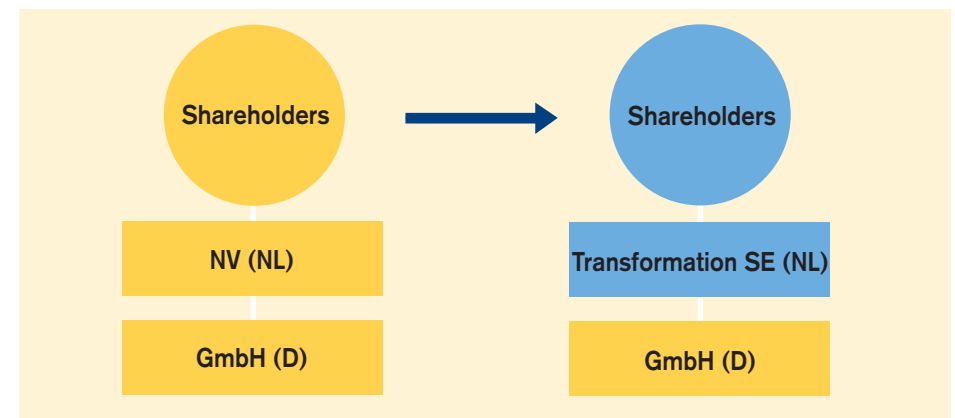 Shareholders
Shareholders
NV (NL)
Transformation SE (NL)
GmbH (D)
GmbH (D)